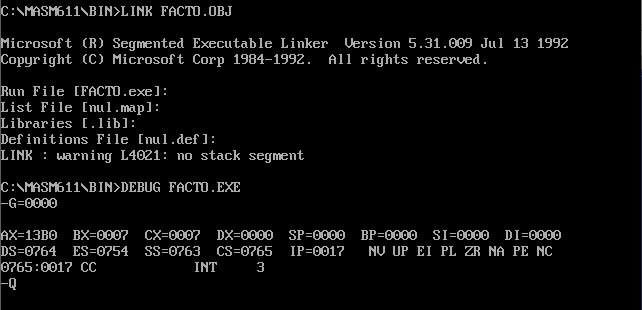 C:\MASM611\BIN>LINK FACTO.OBJ
Microsoft (R) Segmented Executable Linker  Version 5.31.009 Jul 13 1992
Copyright (C) Microsoft Corp 1984-1992.  All rights reserved.
Run File [FACTO.exe]:
List File [nul.map]:
Libraries [.lib]:
Definitions File [nul.def]:
LINK : warning L4021: no stack segment
C:\MASM611\BIN>DEBUG FACTO.EXE
-G=0000
AX=13B0  BX=0007  CX=0007  DX=0000  SP=0000  BP=0000  SI=0000  DI=0000
DS=0764  ES=0754  SS=0763  CS=0765  IP=0017   NV UP EI PL ZR NA PE NC
0765:0017 CC            INT     3
-Q